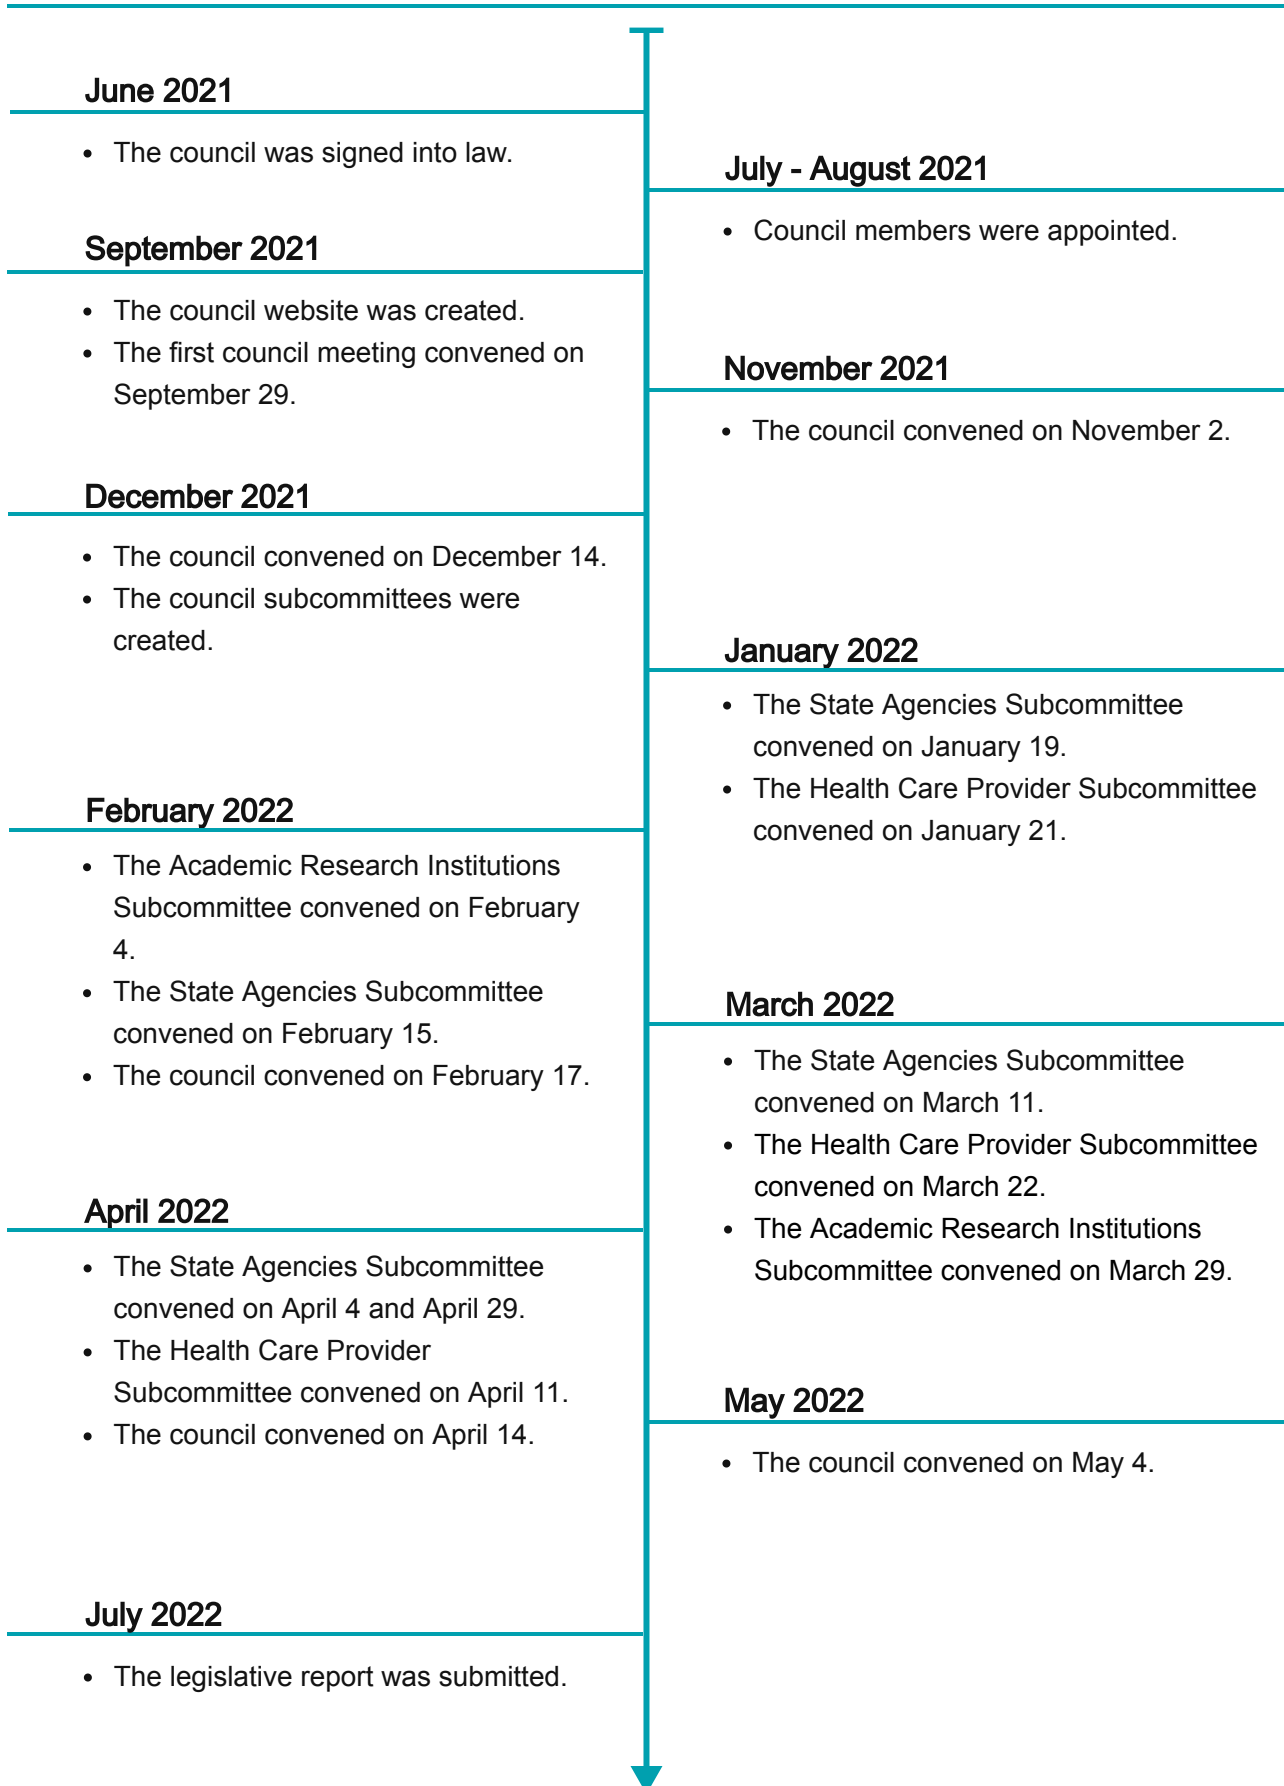 June 2021
• The council was signed into law.
July - August 2021
• Council members were appointed.
September 2021
• The council website was created.
• The first council meeting convened on
September 29.
November 2021
• The council convened on November 2.
December 2021
• The council convened on December 14.
• The council subcommittees were
created.
January 2022
• The State Agencies Subcommittee
convened on January 19.
• The Health Care Provider Subcommittee
convened on January 21.
February 2022
• The Academic Research Institutions
Subcommittee convened on February
4.
• The State Agencies Subcommittee
convened on February 15.
• The council convened on February 17.
March 2022
• The State Agencies Subcommittee
convened on March 11.
• The Health Care Provider Subcommittee
convened on March 22.
• The Academic Research Institutions
Subcommittee convened on March 29.
April 2022
• The State Agencies Subcommittee
convened on April 4 and April 29.
• The Health Care Provider
Subcommittee convened on April 11.
• The council convened on April 14.
May 2022
• The council convened on May 4.
July 2022
• The legislative report was submitted.